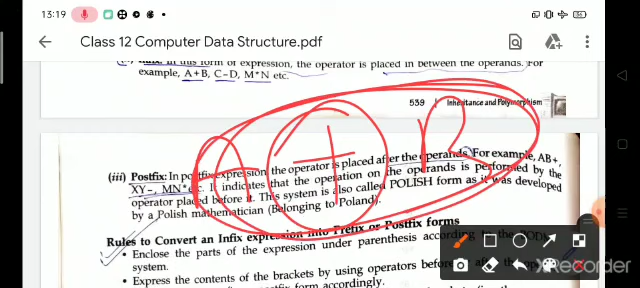 13:19
54
Class 12 Computer Data Structure.pdf
In this form of expression, the operator is placed in between the operands. For
example, A+B, C–D, M*N etc.
539 Inheritance and Polymorphism
A + B
(iii) Postfix: In postfix expression, the operator is placed after the operands. For example, AB+,
XY–, MN* etc. It indicates that the operation on the operands is performed by the
operator placed before it. This system is also called POLISH form as it was developed
by a Polish mathematician (Belonging to Poland).
Rules to Convert an Infix expression into Prefix or Postfix forms
• Enclose the parts of the expression under parenthesis according to the
system.
• Express the contents of the brackets by using operators
form accordingly.
Recorder